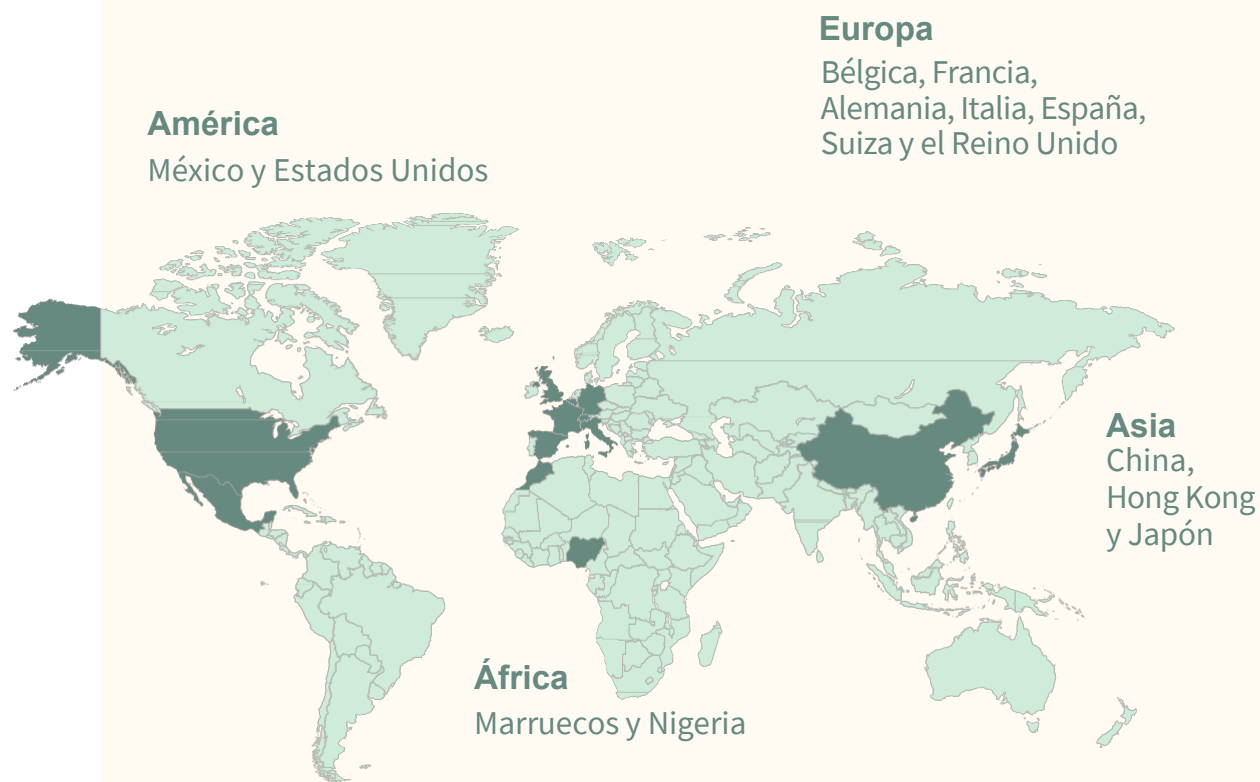 Europa
Bélgica, Francia,
Alemania, Italia, España,
Suiza y el Reino Unido
América
México y Estados Unidos
Asia
China,
Hong Kong
y Japón
África
Marruecos y Nigeria